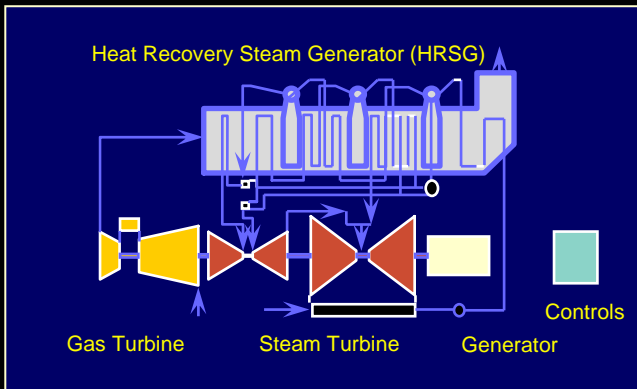 Heat Recovery Steam Generator (HRSG)
Controls
Gas Turbine
Steam Turbine
Generator